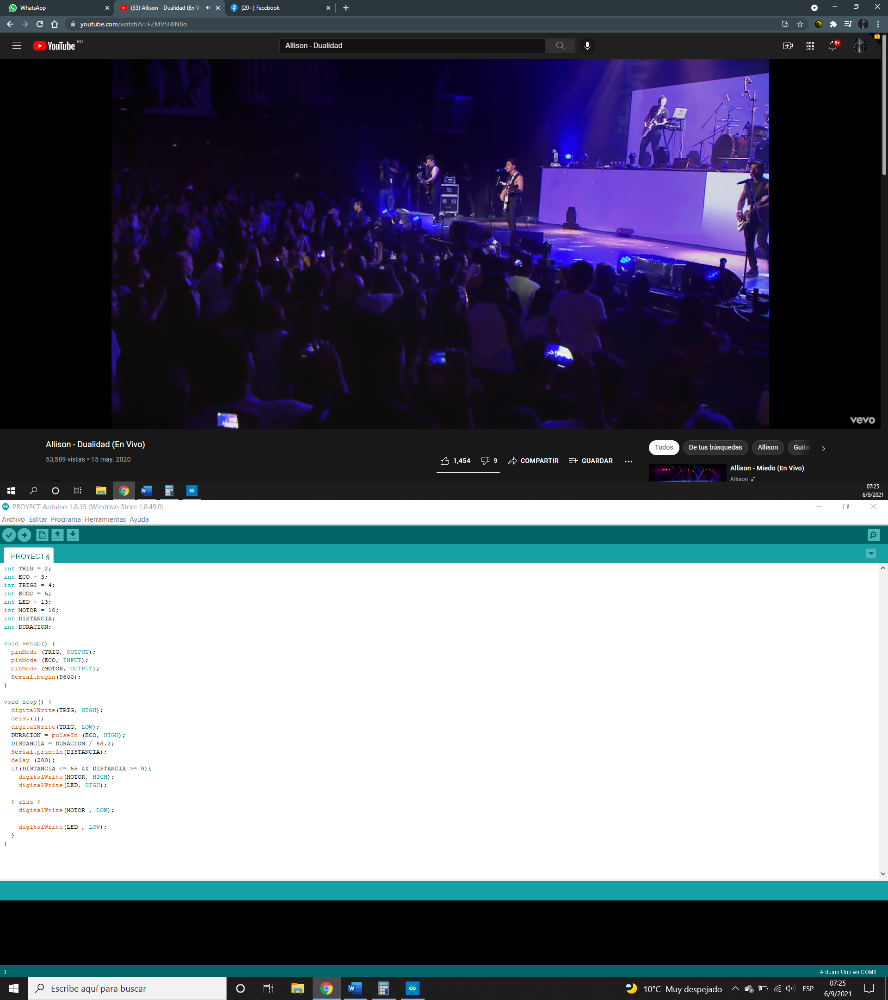 WhatsApp
(33) Allison - Dualidad (En Vi
(20+) Facebook
youtube.com/watch?v=FZMV5I4INBo
YouTube BO
Allison - Dualidad
9+
vevo
Allison - Dualidad (En Vivo)
53,589 vistas • 15 may. 2020
1,454
9
COMPARTIR
GUARDAR
Todos
De tus búsquedas
Allison
Guita
Allison - Miedo (En Vivo)
Allison
07:25
6/9/2021
PROYECT Arduino 1.8.15 (Windows Store 1.8.49.0)
Archivo Editar Programa Herramientas Ayuda
PROYECT §
int TRIG = 2;
int ECO = 3;
int TRIG2 = 4;
int ECO2 = 5;
int LED = 13;
int MOTOR = 10;
int DISTANCIA;
int DURACION;
void setup() {
pinMode (TRIG, OUTPUT);
pinMode (ECO, INPUT);
pinMode (MOTOR, OUTPUT);
Serial.begin(9600);
}
void loop() {
digitalWrite(TRIG, HIGH);
delay(1);
digitalWrite(TRIG, LOW);
DURACION = pulseIn (ECO, HIGH);
DISTANCIA = DURACION / 58.2;
Serial.println(DISTANCIA);
delay (200);
if(DISTANCIA <= 55 && DISTANCIA >= 0){
digitalWrite(MOTOR, HIGH);
digitalWrite(LED, HIGH);
} else {
digitalWrite(MOTOR , LOW);
digitalWrite(LED , LOW);
}
}
3
Arduino Uno en COM6
Escribe aquí para buscar
10°C Muy despejado
ESP
07:25
6/9/2021